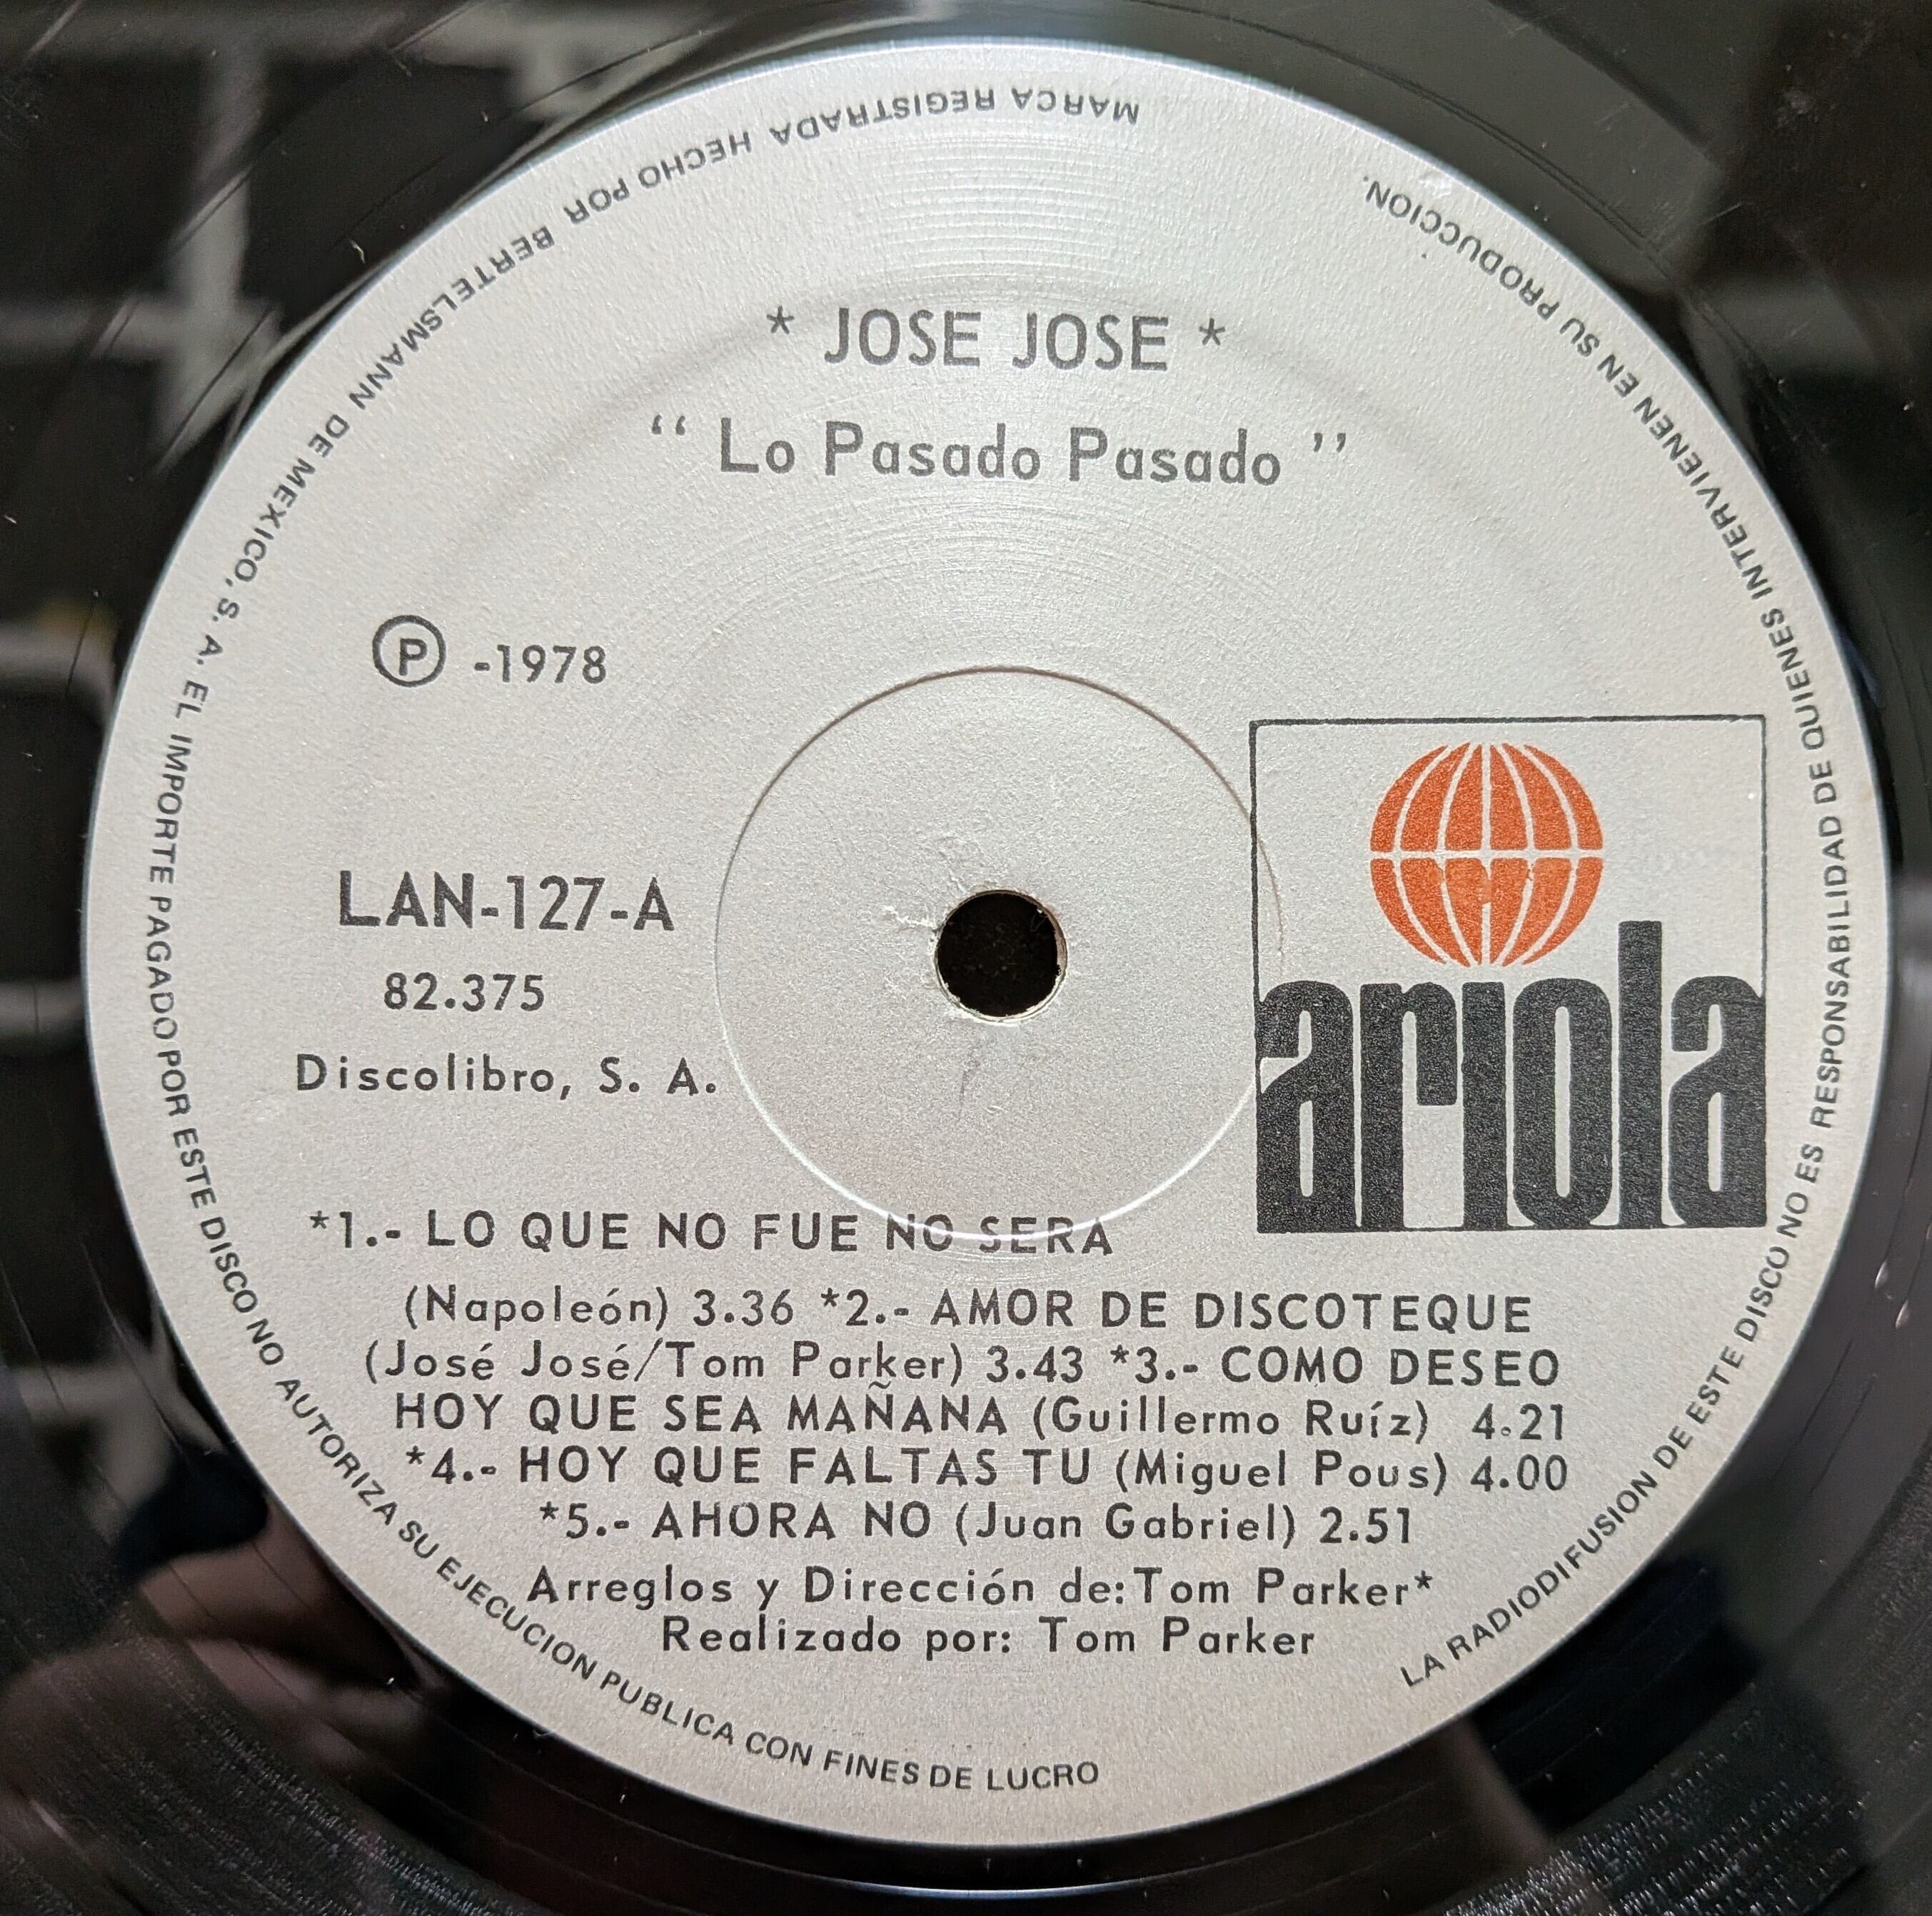 * JOSE JOSE *
“ Lo Pasado Pasado ”
Ⓟ -1978
LAN-127-A
82.375
Discolibro, S. A.
ariola
*1.- LO QUE NO FUE NO SERA
(Napoleón) 3.36 *2.- AMOR DE DISCOTEQUE
(José José/Tom Parker) 3.43 *3.- COMO DESEO
HOY QUE SEA MAÑANA (Guillermo Ruíz) 4.21
*4.- HOY QUE FALTAS TU (Miguel Pous) 4.00
*5.- AHORA NO (Juan Gabriel) 2.51
Arreglos y Dirección de:Tom Parker*
Realizado por: Tom Parker
MARCA REGISTRADA HECHO POR BERTELSMANN DE MEXICO, S. A. EL IMPORTE PAGADO POR ESTE DISCO NO AUTORIZA SU EJECUCION PUBLICA CON FINES DE LUCRO
LA RADIODIFUSION DE ESTE DISCO NO ES RESPONSABILIDAD DE QUIENES INTERVIENEN EN SU PRODUCCION.